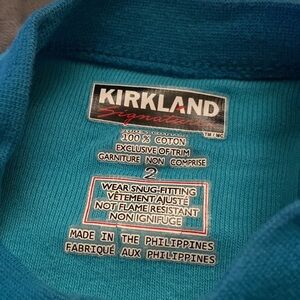 KIRKLAND
Signature
TM/MC
100% COTON
EXCLUSIVE OF TRIM
GARNITURE NON COMPRISE
2
WEAR SNUG-FITTING
VÊTEMENT AJUSTÉ
NOT FLAME RESISTANT
NON IGNIFUGE
MADE IN THE PHILIPPINES
FABRIQUÉ AUX PHILIPPINES